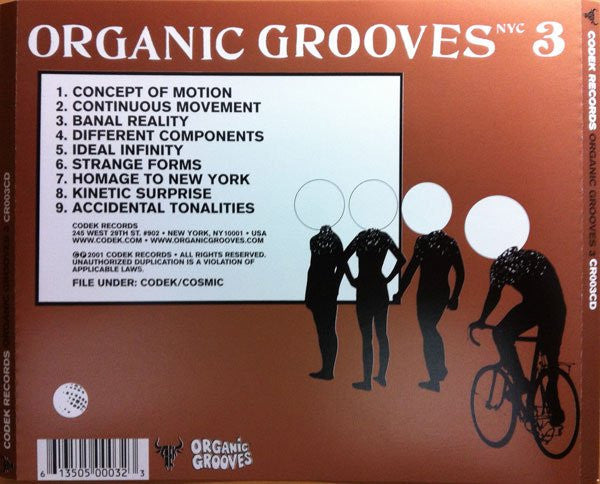 ORGANIC GROOVES NYC 3
1. CONCEPT OF MOTION
2. CONTINUOUS MOVEMENT
3. BANAL REALITY
4. DIFFERENT COMPONENTS
5. IDEAL INFINITY
6. STRANGE FORMS
7. HOMAGE TO NEW YORK
8. KINETIC SURPRISE
9. ACCIDENTAL TONALITIES
CODEK RECORDS
245 WEST 29TH ST. #902 • NEW YORK, NY10001 • USA
WWW.CODEK.COM • WWW.ORGANICGROOVES.COM
©℗2001 CODEK RECORDS • ALL RIGHTS RESERVED.
UNAUTHORIZED DUPLICATION IS A VIOLATION OF
APPLICABLE LAWS.
FILE UNDER: CODEK/COSMIC
6 13505 00032 3
ORGANIC
GROOVES
CODEK RECORDS ORGANIC GROOVES 3 CR003CD
CODEK RECORDS ORGANIC GROOVES 3 CR003CD